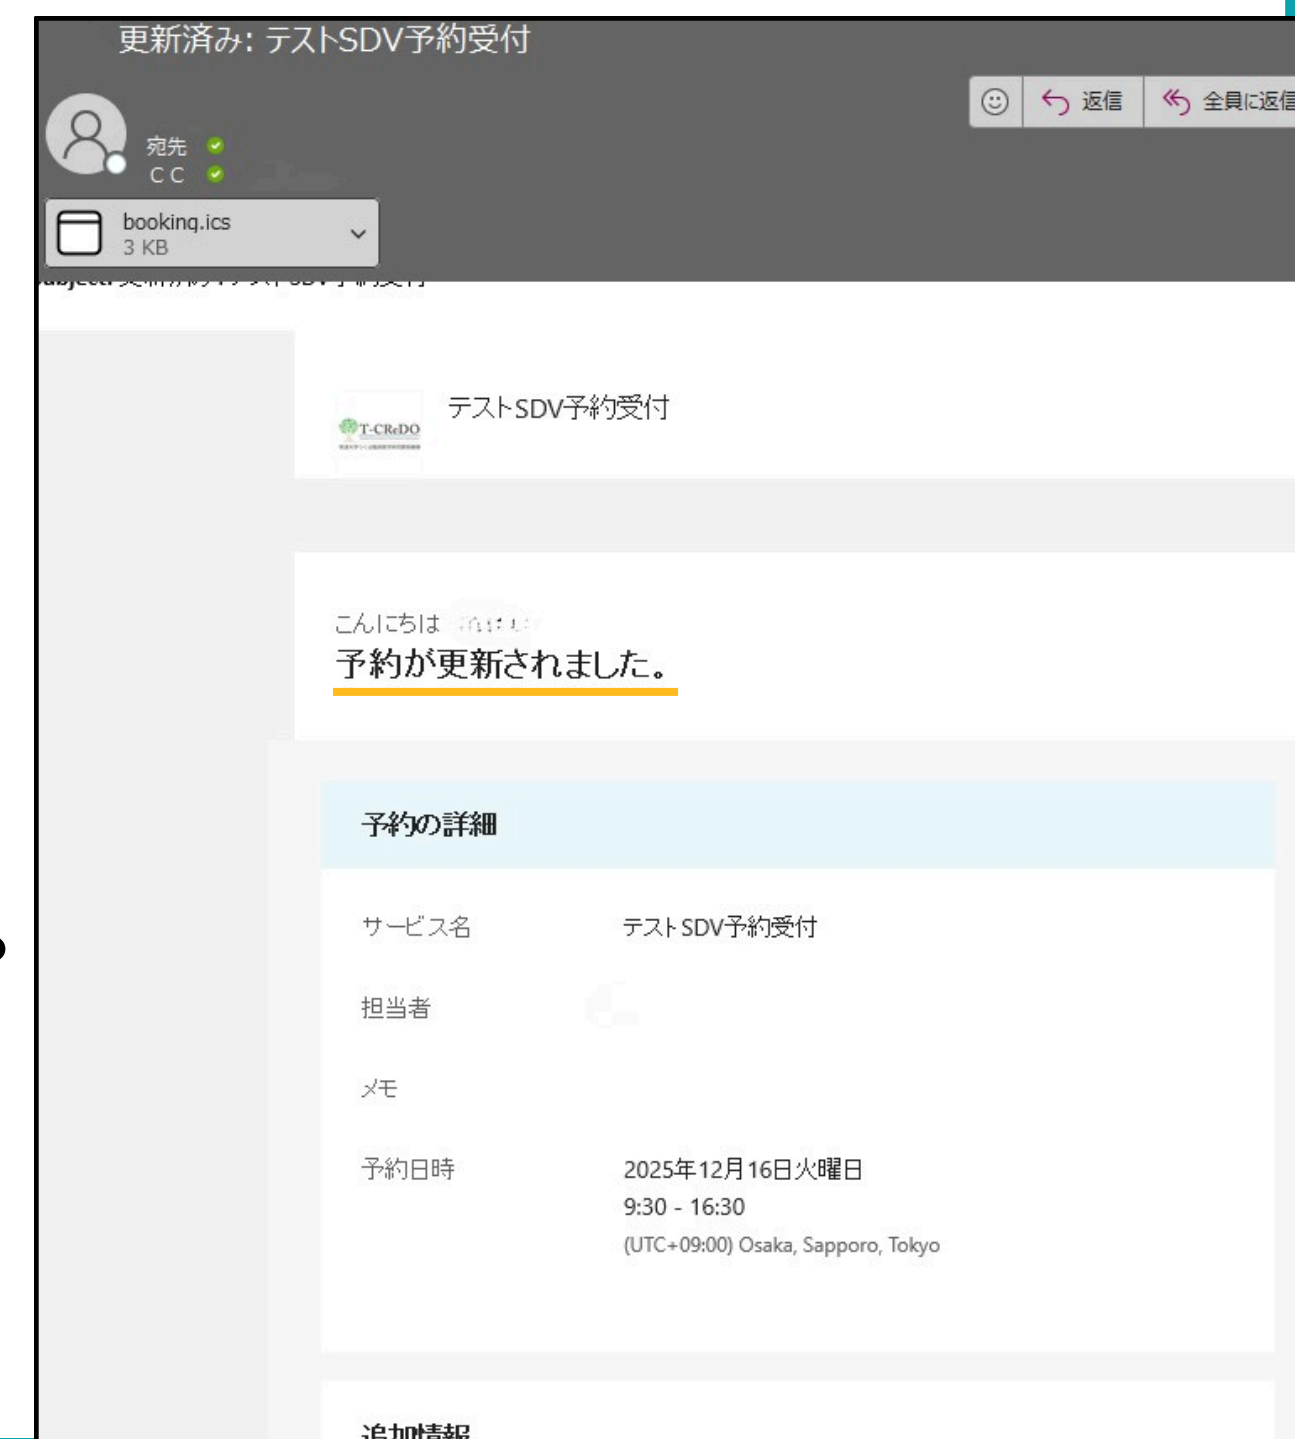 更新済み: テストSDV予約受付
返信
全員に返信
宛先
CC
booking.ics
3 KB
テストSDV予約受付
T-CReDO
こんにちは
予約が更新されました。
予約の詳細
サービス名
テストSDV予約受付
担当者
メモ
予約日時
2025年12月16日火曜日
9:30 - 16:30
(UTC+09:00) Osaka, Sapporo, Tokyo
追加情報